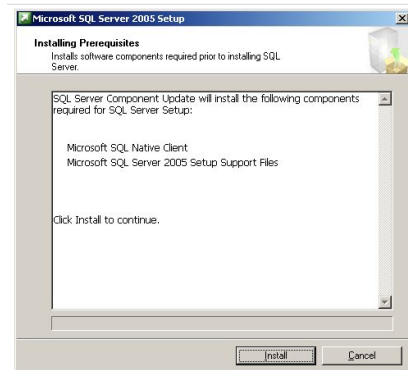 Microsoft SQL Server 2005 Setup
Installing Prerequisites
Installs software components required prior to installing SQL
Server.
SQL Server Component Update will install the following components
required for SQL Server Setup:
Microsoft SQL Native Client
Microsoft SQL Server 2005 Setup Support Files
Click Install to continue.
Install
Cancel